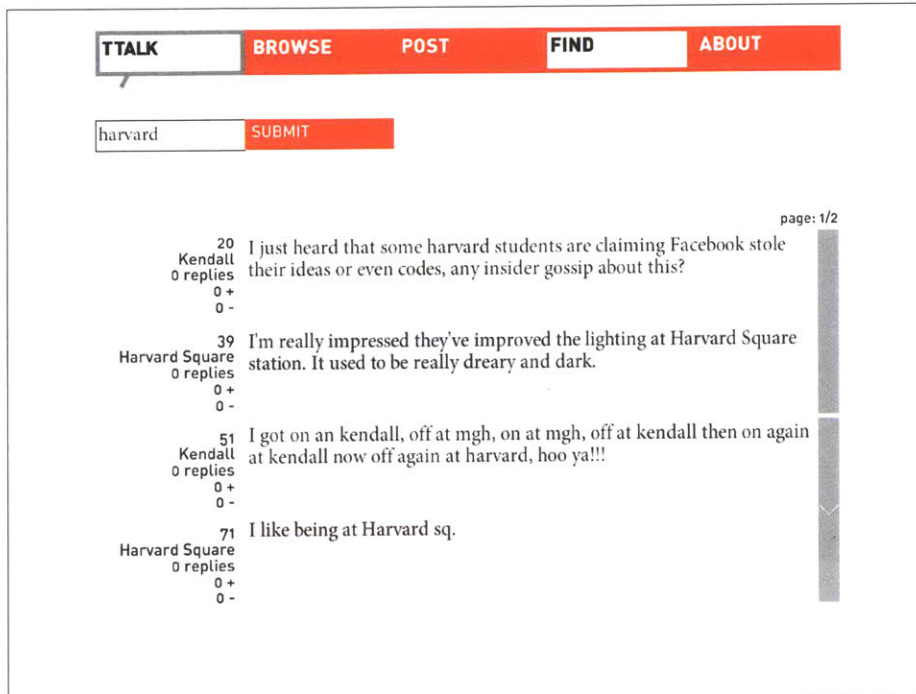 TTALK BROWSE POST FIND ABOUT
harvard SUBMIT
page: 1/2
20
Kendall
0 replies
0 +
0 -
I just heard that some harvard students are claiming Facebook stole
their ideas or even codes, any insider gossip about this?
39
Harvard Square
0 replies
0 +
0 -
I'm really impressed they've improved the lighting at Harvard Square
station. It used to be really dreary and dark.
51
Kendall
0 replies
0 +
0 -
I got on an kendall, off at mgh, on at mgh, off at kendall then on again
at kendall now off again at harvard, hoo ya!!!
71
Harvard Square
0 replies
0 +
0 -
I like being at Harvard sq.